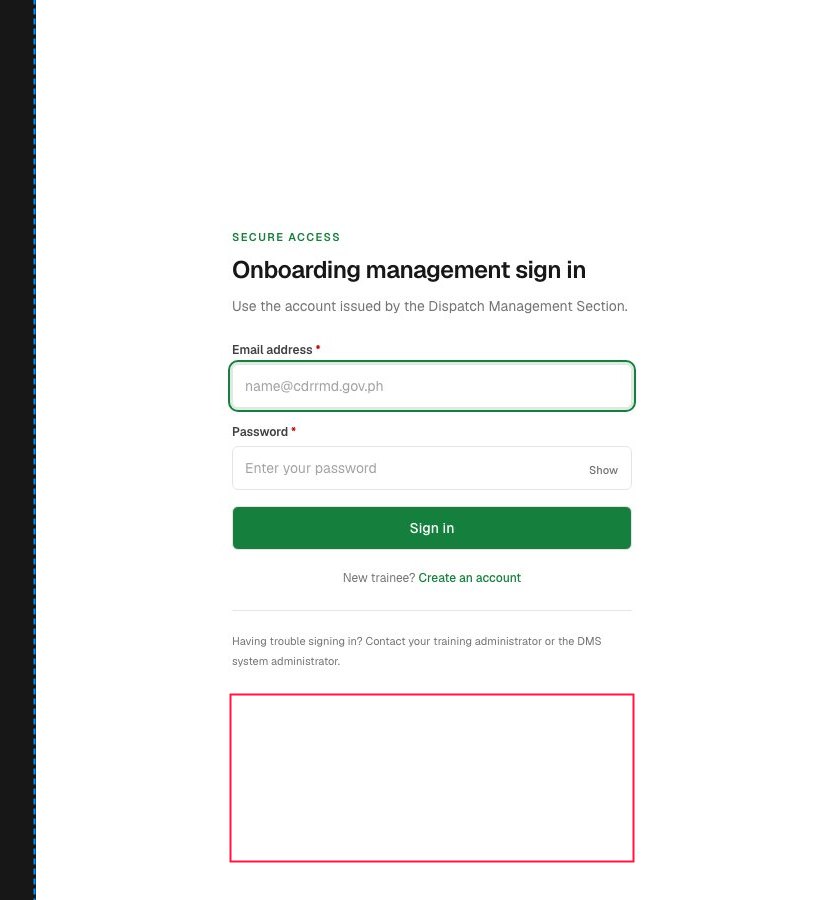 SECURE ACCESS
Onboarding management sign in
Use the account issued by the Dispatch Management Section.
Email address *
name@cdrrmd.gov.ph
Password *
Enter your password
Show
Sign in
New trainee? Create an account
Having trouble signing in? Contact your training administrator or the DMS
system administrator.